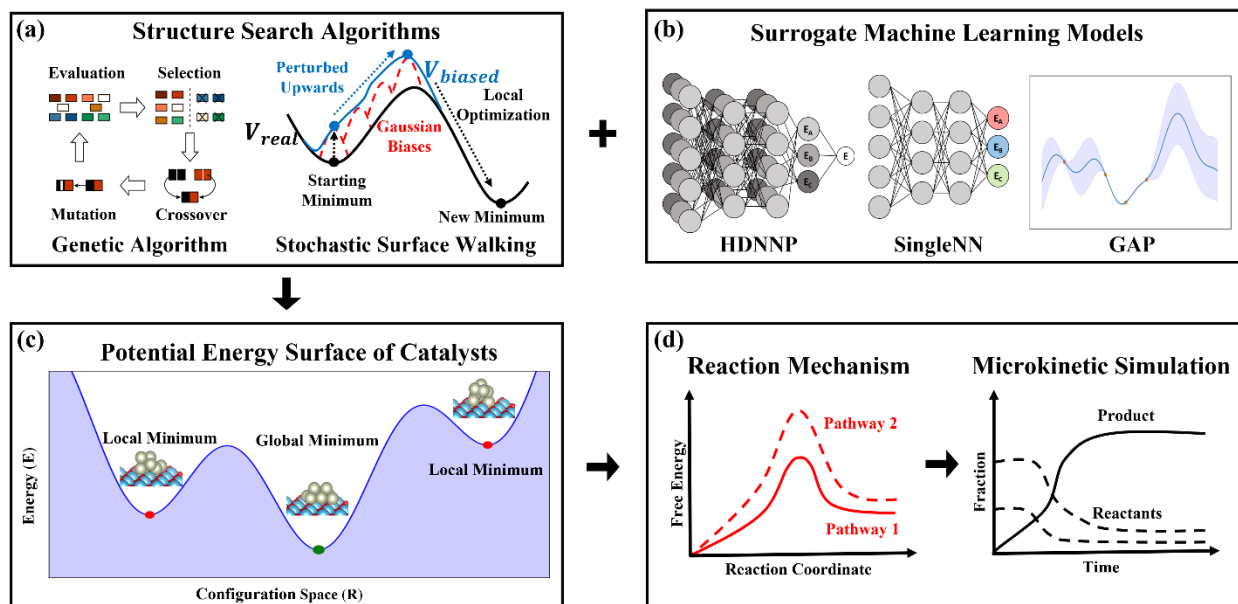 (a)
Structure Search Algorithms
Evaluation
Selection
Mutation
Crossover
Genetic Algorithm
Perturbed
Upwards
V_biased
V_real
Local
Optimization
Gaussian
Biases
Starting
Minimum
New Minimum
Stochastic Surface Walking
+
(b)
Surrogate Machine Learning Models
E_A
E_B
E_C
E
HDNNP
E_A
E_B
E_C
SingleNN
GAP
(c)
Potential Energy Surface of Catalysts
Energy (E)
Local Minimum
Global Minimum
Local Minimum
Configuration Space (R)
(d)
Reaction Mechanism
Free Energy
Pathway 2
Pathway 1
Reaction Coordinate
Microkinetic Simulation
Fraction
Product
Reactants
Time